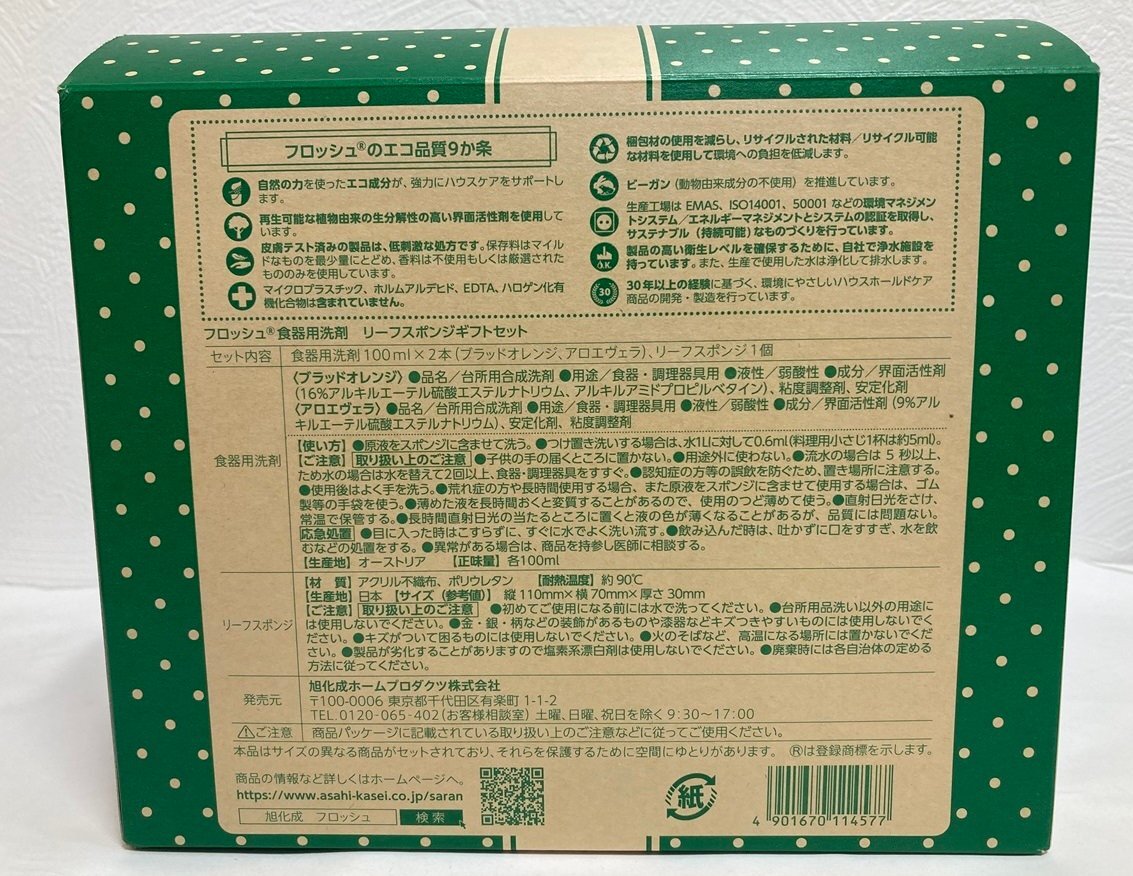 フロッシュ®のエコ品質9か条
自然の力を使ったエコ成分が、強力にハウスケアをサポートし
ます。
再生可能な植物由来の生分解性の高い界面活性剤を使用して
います。
皮膚テスト済みの製品は、低刺激な処方です。保存料はマイル
ドなものを最少量にとどめ、香料は不使用もしくは厳選された
もののみを使用しています。
マイクロプラスチック、ホルムアルデヒド、EDTA、ハロゲン化有
機化合物は含まれていません。
梱包材の使用を減らし、リサイクルされた材料／リサイクル可能
な材料を使用して環境への負担を低減します。
ビーガン（動物由来成分の不使用）を推進しています。
生産工場は EMAS、ISO14001、50001 などの環境マネジメン
トシステム／エネルギーマネジメントとシステムの認証を取得し、
サステナブル（持続可能）なものづくりを行っています。
O.K.
製品の高い衛生レベルを確保するために、自社で浄水施設を
持っています。また、生産で使用した水は浄化して排水します。
30
30年以上の経験に基づく、環境にやさしいハウスホールドケア
商品の開発・製造を行っています。
フロッシュ®食器用洗剤　リーフスポンジギフトセット
セット内容 食器用洗剤100ml×2本（ブラッドオレンジ、アロエヴェラ）、リーフスポンジ1個
食器用洗剤
〈ブラッドオレンジ〉●品名／台所用合成洗剤 ●用途／食器・調理器具用 ●液性／弱酸性 ●成分／界面活性剤
（16%アルキルエーテル硫酸エステルナトリウム、アルキルアミドプロピルベタイン）、粘度調整剤、安定化剤
〈アロエヴェラ〉●品名／台所用合成洗剤 ●用途／食器・調理器具用 ●液性／弱酸性 ●成分／界面活性剤（9%アル
キルエーテル硫酸エステルナトリウム）、安定化剤、粘度調整剤
【使い方】●原液をスポンジに含ませて洗う。●つけ置き洗いする場合は、水1Lに対して0.6ml（料理用小さじ1杯は約5ml）。
【ご注意】取り扱い上のご注意 ●子供の手の届くところに置かない。●用途外に使わない。●流水の場合は 5 秒以上、
ため水の場合は水を替えて2回以上、食器・調理器具をすすぐ。●認知症の方等の誤飲を防ぐため、置き場所に注意する。
●使用後はよく手を洗う。●荒れ症の方や長時間使用する場合、また原液をスポンジに含ませて使用する場合は、ゴム
製等の手袋を使う。●薄めた液を長時間おくと変質することがあるので、使用のつど薄めて使う。●直射日光をさけ、
常温で保管する。●長時間直射日光の当たるところに置くと液の色が薄くなることがあるが、品質には問題ない。
応急処置 ●目に入った時はこすらずに、すぐに水でよく洗い流す。●飲み込んだ時は、吐かずに口をすすぎ、水を飲
むなどの処置をする。●異常がある場合は、商品を持参し医師に相談する。
【生産地】オーストリア 【正味量】各100ml
リーフスポンジ
【材　質】アクリル不織布、ポリウレタン 【耐熱温度】約 90℃
【生産地】日本 【サイズ（参考値）】 縦 110mm×横 70mm×厚さ 30mm
【ご注意】取り扱い上のご注意 ●初めてご使用になる前には水で洗ってください。●台所用品洗い以外の用途に
は使用しないでください。●金・銀・柄などの装飾があるものや漆器などキズつきやすいものには使用しないでく
ださい。●キズがついて困るものには使用しないでください。●火のそばなど、高温になる場所には置かないでくだ
さい。●製品が劣化することがありますので塩素系漂白剤は使用しないでください。●廃棄時には各自治体の定める
方法に従ってください。
発売元
旭化成ホームプロダクツ株式会社
〒100-0006 東京都千代田区有楽町 1-1-2
TEL.0120-065-402（お客様相談室）土曜、日曜、祝日を除く 9:30〜17:00
⚠ご注意 商品パッケージに記載されている取り扱い上のご注意などに従ってご使用ください。
本品はサイズの異なる商品がセットされており、それらを保護するために空間にゆとりがあります。 ®は登録商標を示します。
商品の情報など詳しくはホームページへ。
https://www.asahi-kasei.co.jp/saran
旭化成　フロッシュ 検索
紙
4 901670 114577